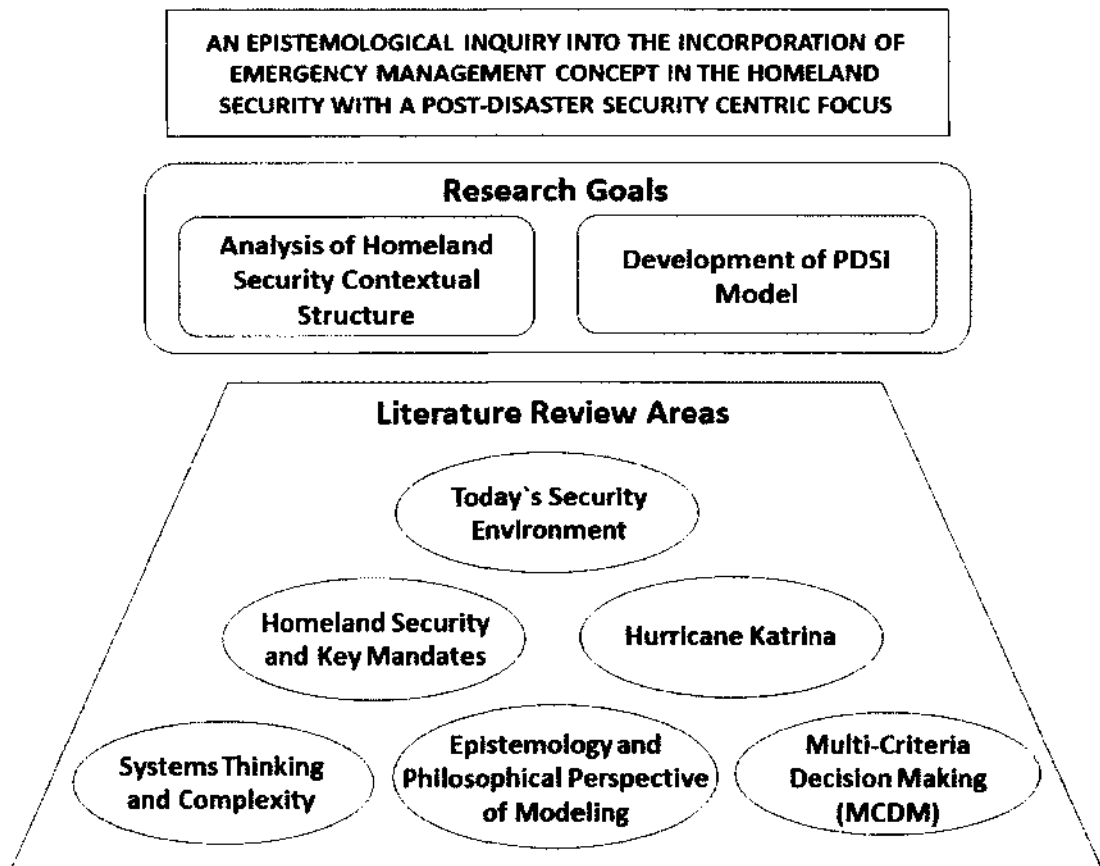 AN EPISTEMOLOGICAL INQUIRY INTO THE INCORPORATION OF
EMERGENCY MANAGEMENT CONCEPT IN THE HOMELAND
SECURITY WITH A POST-DISASTER SECURITY CENTRIC FOCUS
Research Goals
Analysis of Homeland
Security Contextual
Structure
Development of PDSI
Model
Literature Review Areas
Today`s Security
Environment
Homeland Security
and Key Mandates
Hurricane Katrina
Systems Thinking
and Complexity
Epistemology and
Philosophical Perspective
of Modeling
Multi-Criteria
Decision Making
(MCDM)